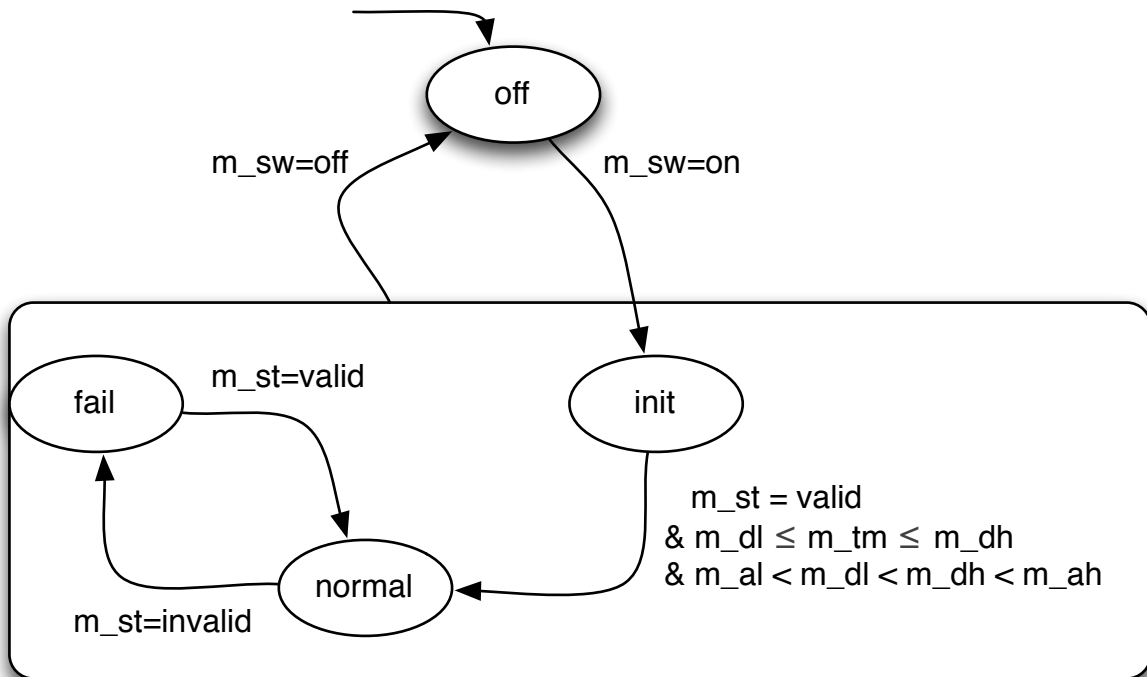 off
m_sw=off
m_sw=on
m_st=valid
fail
init
m_st = valid
& m_dl ≤ m_tm ≤ m_dh
& m_al < m_dl < m_dh < m_ah
normal
m_st=invalid